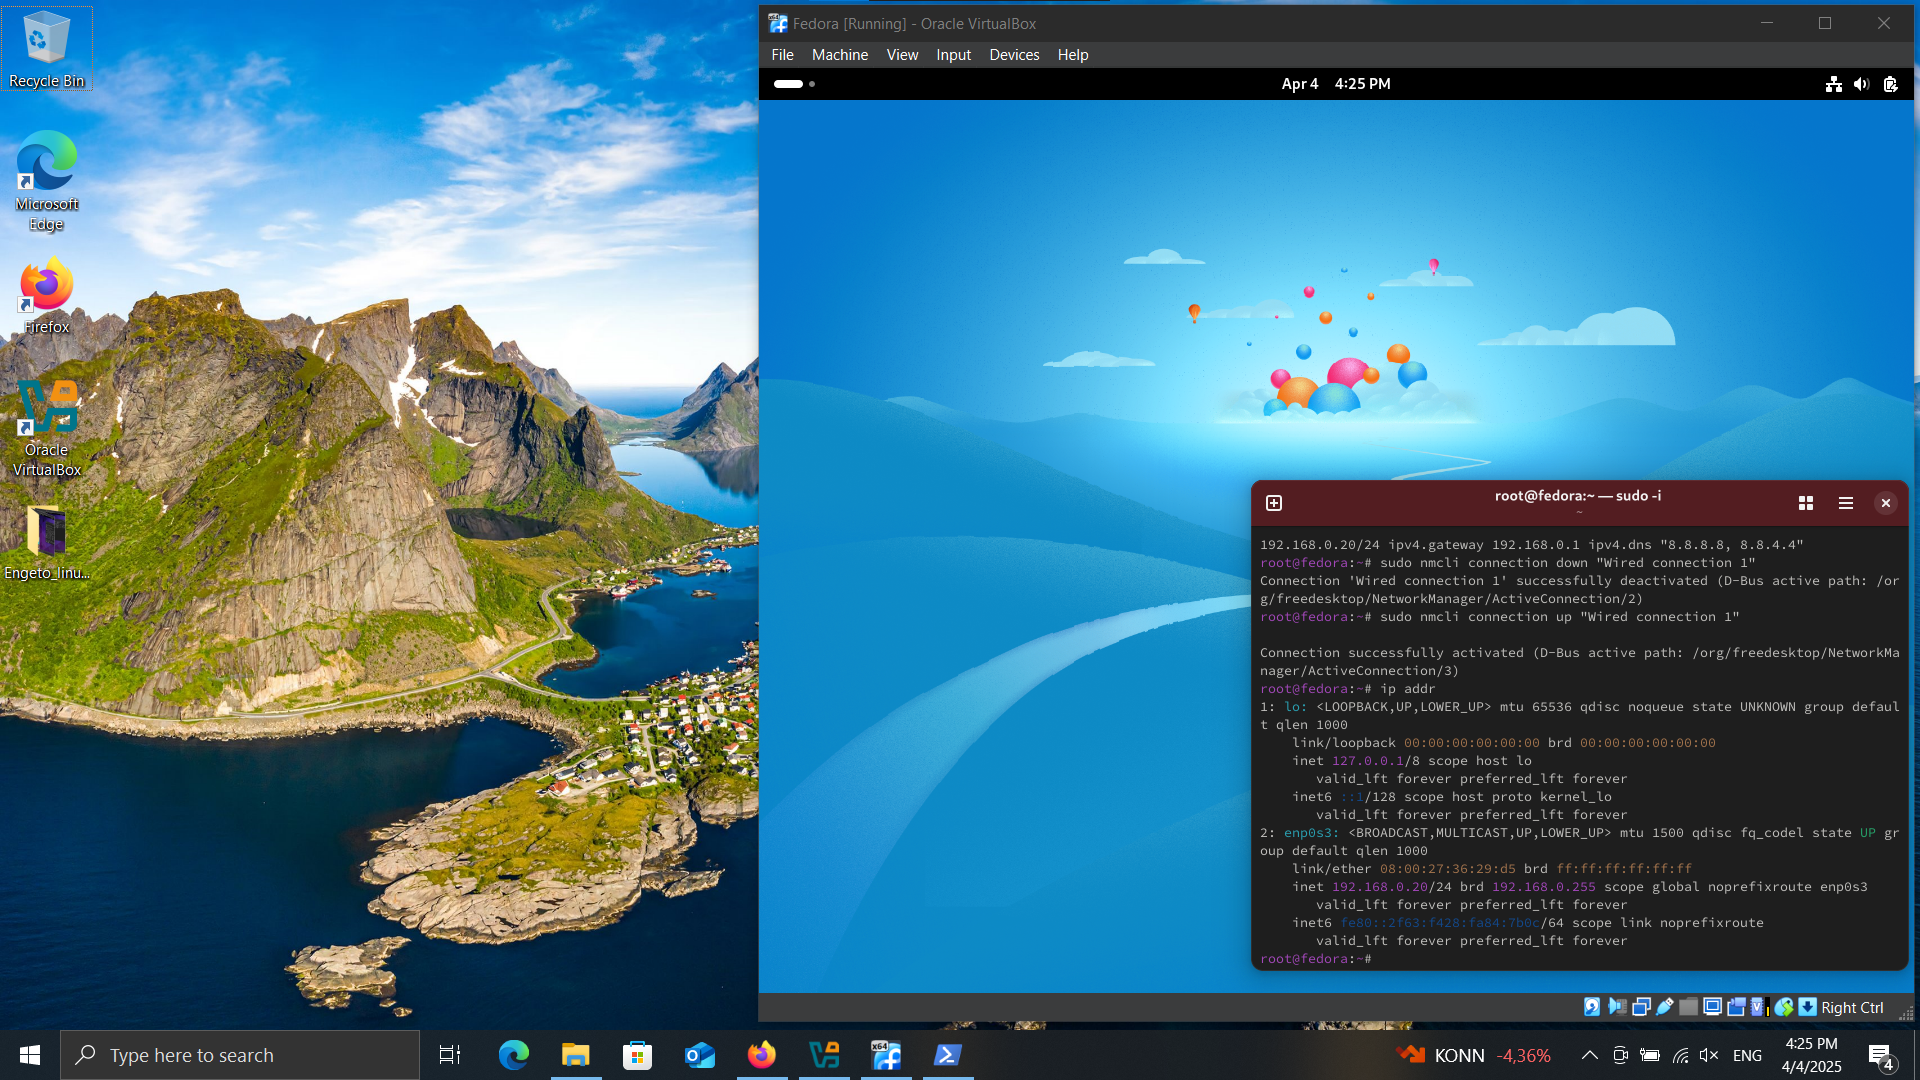 Recycle Bin
Microsoft
Edge
Firefox
Oracle
VirtualBox
Engeto_linu...
Fedora [Running] - Oracle VirtualBox
File Machine View Input Devices Help
Apr 4 4:25 PM
root@fedora:~ — sudo -i
~
192.168.0.20/24 ipv4.gateway 192.168.0.1 ipv4.dns "8.8.8.8, 8.8.4.4"
root@fedora:~# sudo nmcli connection down "Wired connection 1"
Connection 'Wired connection 1' successfully deactivated (D-Bus active path: /or
g/freedesktop/NetworkManager/ActiveConnection/2)
root@fedora:~# sudo nmcli connection up "Wired connection 1"
Connection successfully activated (D-Bus active path: /org/freedesktop/NetworkMa
nager/ActiveConnection/3)
root@fedora:~# ip addr
1: lo: <LOOPBACK,UP,LOWER_UP> mtu 65536 qdisc noqueue state UNKNOWN group defaul
t qlen 1000
link/loopback 00:00:00:00:00:00 brd 00:00:00:00:00:00
inet 127.0.0.1/8 scope host lo
valid_lft forever preferred_lft forever
inet6 ::1/128 scope host proto kernel_lo
valid_lft forever preferred_lft forever
2: enp0s3: <BROADCAST,MULTICAST,UP,LOWER_UP> mtu 1500 qdisc fq_codel state UP gr
oup default qlen 1000
link/ether 08:00:27:36:29:d5 brd ff:ff:ff:ff:ff:ff
inet 192.168.0.20/24 brd 192.168.0.255 scope global noprefixroute enp0s3
valid_lft forever preferred_lft forever
inet6 fe80::2f63:f428:fa84:7b0c/64 scope link noprefixroute
valid_lft forever preferred_lft forever
root@fedora:~#
Right Ctrl
Type here to search
x64
KONN -4,36%
ENG
4:25 PM
4/4/2025
4